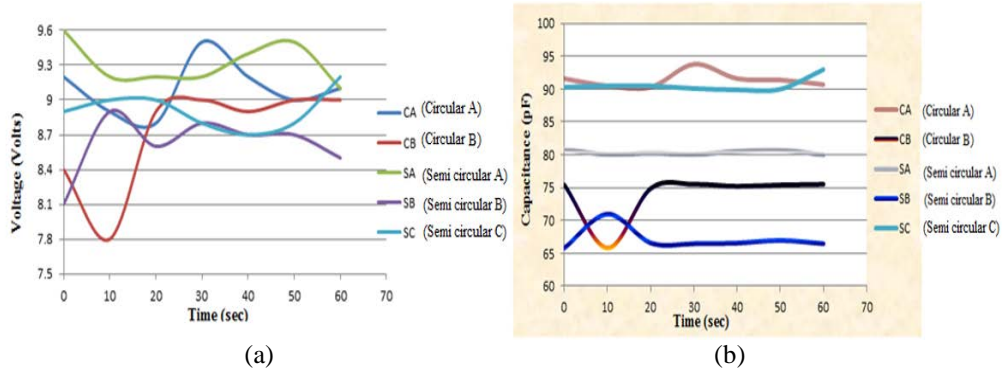 9.6
9.3
9
8.7
8.4
8.1
7.8
7.5
0 10 20 30 40 50 60 70
Voltage (Volts)
Time (sec)
CA (Circular A)
CB (Circular B)
SA (Semi circular A)
SB (Semi circular B)
SC (Semi circular C)
(a)
100
95
90
85
80
75
70
65
60
0 10 20 30 40 50 60 70
Capacitance (pF)
Time (sec)
CA (Circular A)
CB (Circular B)
SA (Semi circular A)
SB (Semi circular B)
SC (Semi circular C)
(b)